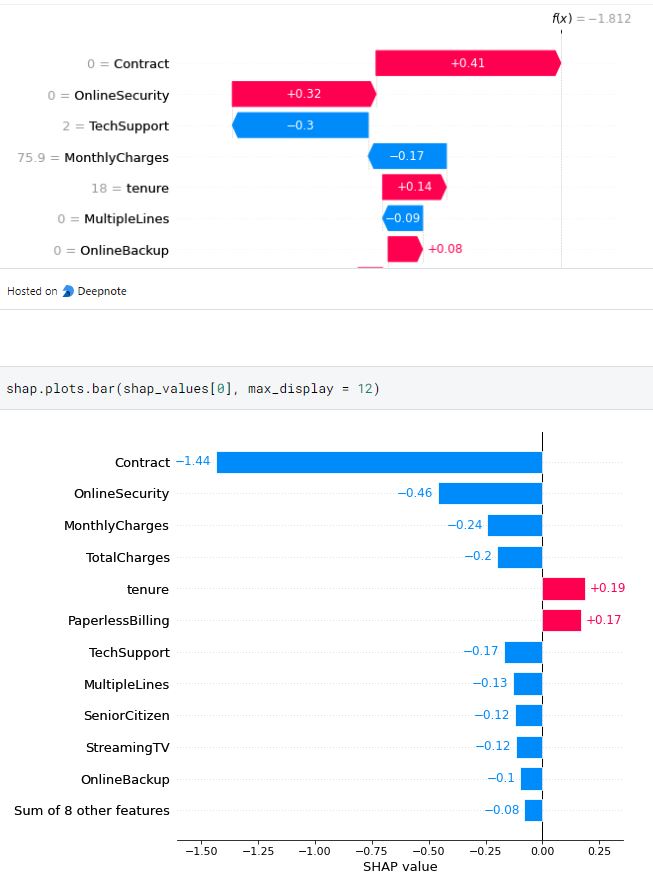 f(x) = −1.812
0 = Contract +0.41
0 = OnlineSecurity +0.32
2 = TechSupport −0.3
75.9 = MonthlyCharges −0.17
18 = tenure +0.14
0 = MultipleLines −0.09
0 = OnlineBackup +0.08
Hosted on Deepnote
shap.plots.bar(shap_values[0], max_display = 12)
Contract −1.44
OnlineSecurity −0.46
MonthlyCharges −0.24
TotalCharges −0.2
tenure +0.19
PaperlessBilling +0.17
TechSupport −0.17
MultipleLines −0.13
SeniorCitizen −0.12
StreamingTV −0.12
OnlineBackup −0.1
Sum of 8 other features −0.08
−1.50 −1.25 −1.00 −0.75 −0.50 −0.25 0.00 0.25
SHAP value